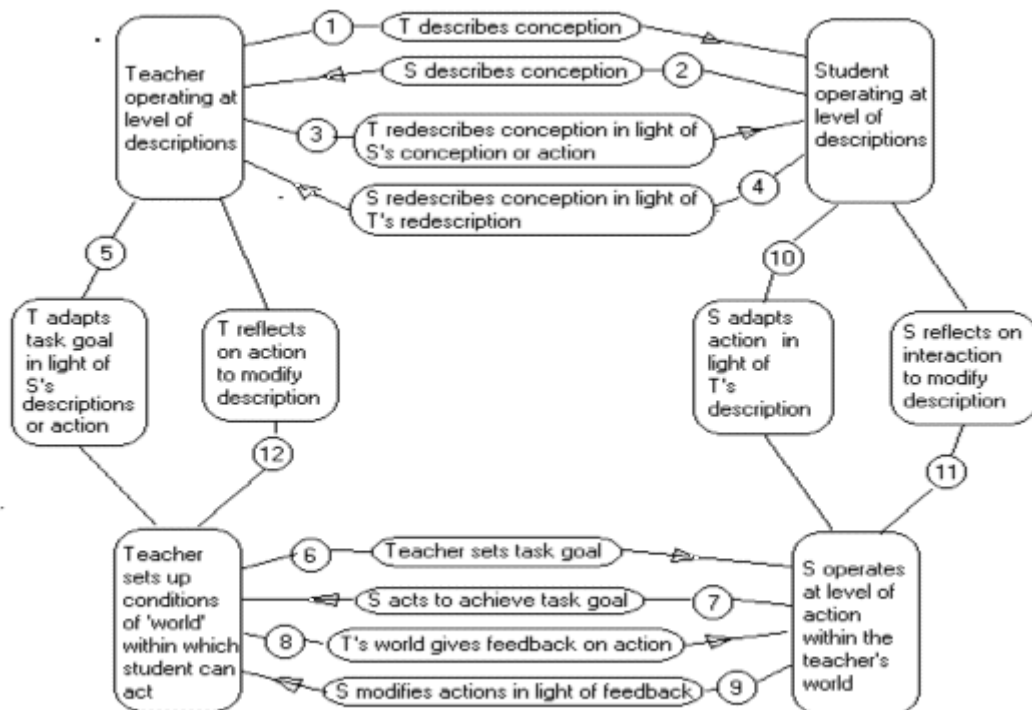 1
T describes conception
S describes conception
2
Teacher
operating at
level of
descriptions
Student
operating at
level of
descriptions
3
T redescribes conception in light of
S's conception or action
S redescribes conception in light of
T's redescription
4
5
10
T adapts
task goal
in light of
S's
descriptions
or action
T reflects
on action
to modify
description
S adapts
action in
light of
T's
description
S reflects on
interaction
to modify
description
12
11
Teacher
sets up
conditions
of 'world'
within which
student can
act
6
Teacher sets task goal
S acts to achieve task goal
7
8
T's world gives feedback on action
S modifies actions in light of feedback
9
S operates
at level of
action
within the
teacher's
world